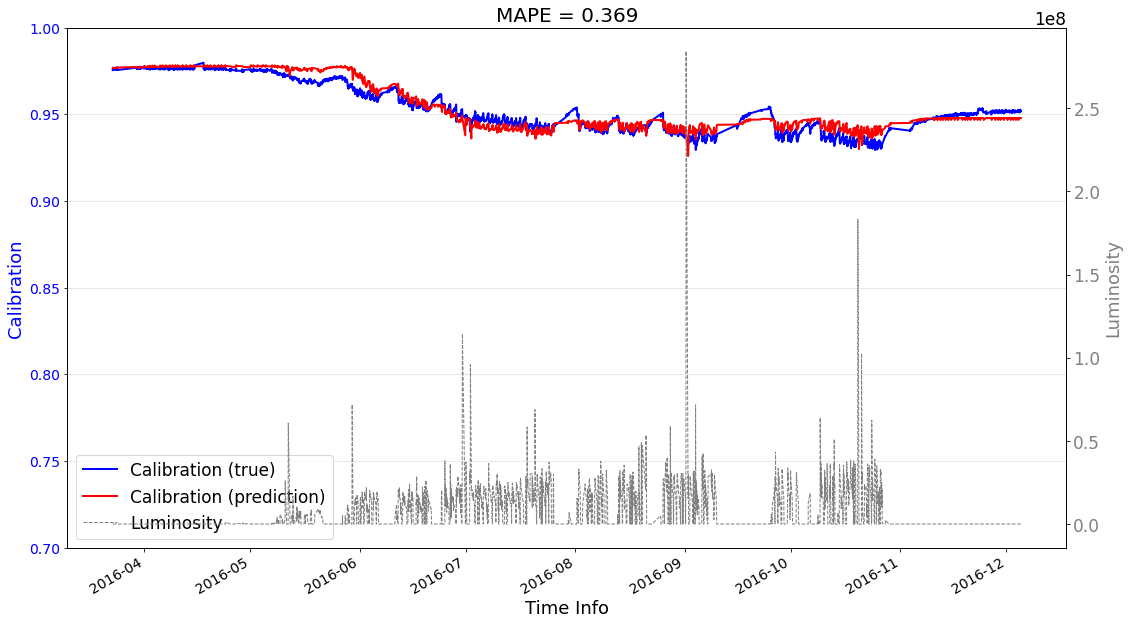 MAPE = 0.369
1e8
1.00
0.95
0.90
0.85
0.80
0.75
0.70
Calibration
2.5
2.0
1.5
1.0
0.5
0.0
Luminosity
Calibration (true)
Calibration (prediction)
Luminosity
2016-04
2016-05
2016-06
2016-07
2016-08
2016-09
2016-10
2016-11
2016-12
Time Info